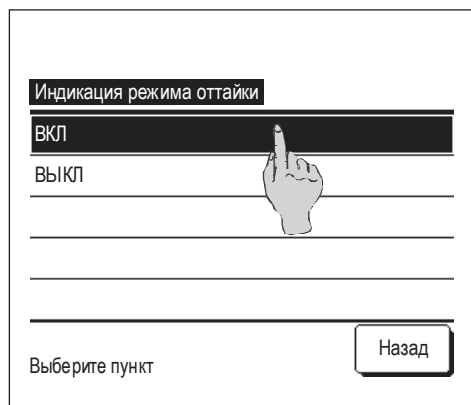 Индикация режима оттайки
ВКЛ
ВЫКЛ
Выберите пункт
Назад